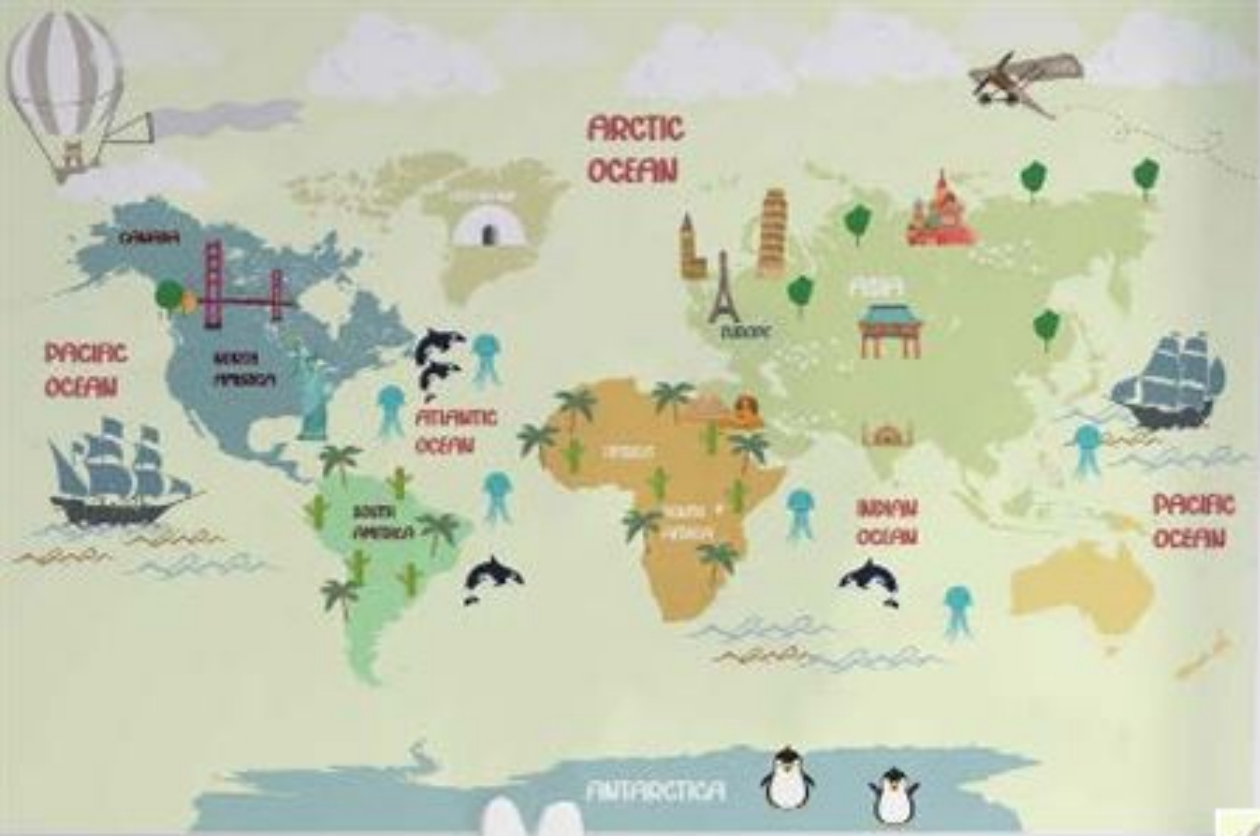 ARCTIC
OCEAN
CANADA
ASIA
EUROPE
PACIFIC
OCEAN
NORTH
AMERICA
ATLANTIC
OCEAN
AFRICA
SOUTH
AMERICA
SOUTH
AFRICA
INDIAN
OCEAN
PACIFIC
OCEAN
ANTARCTICA